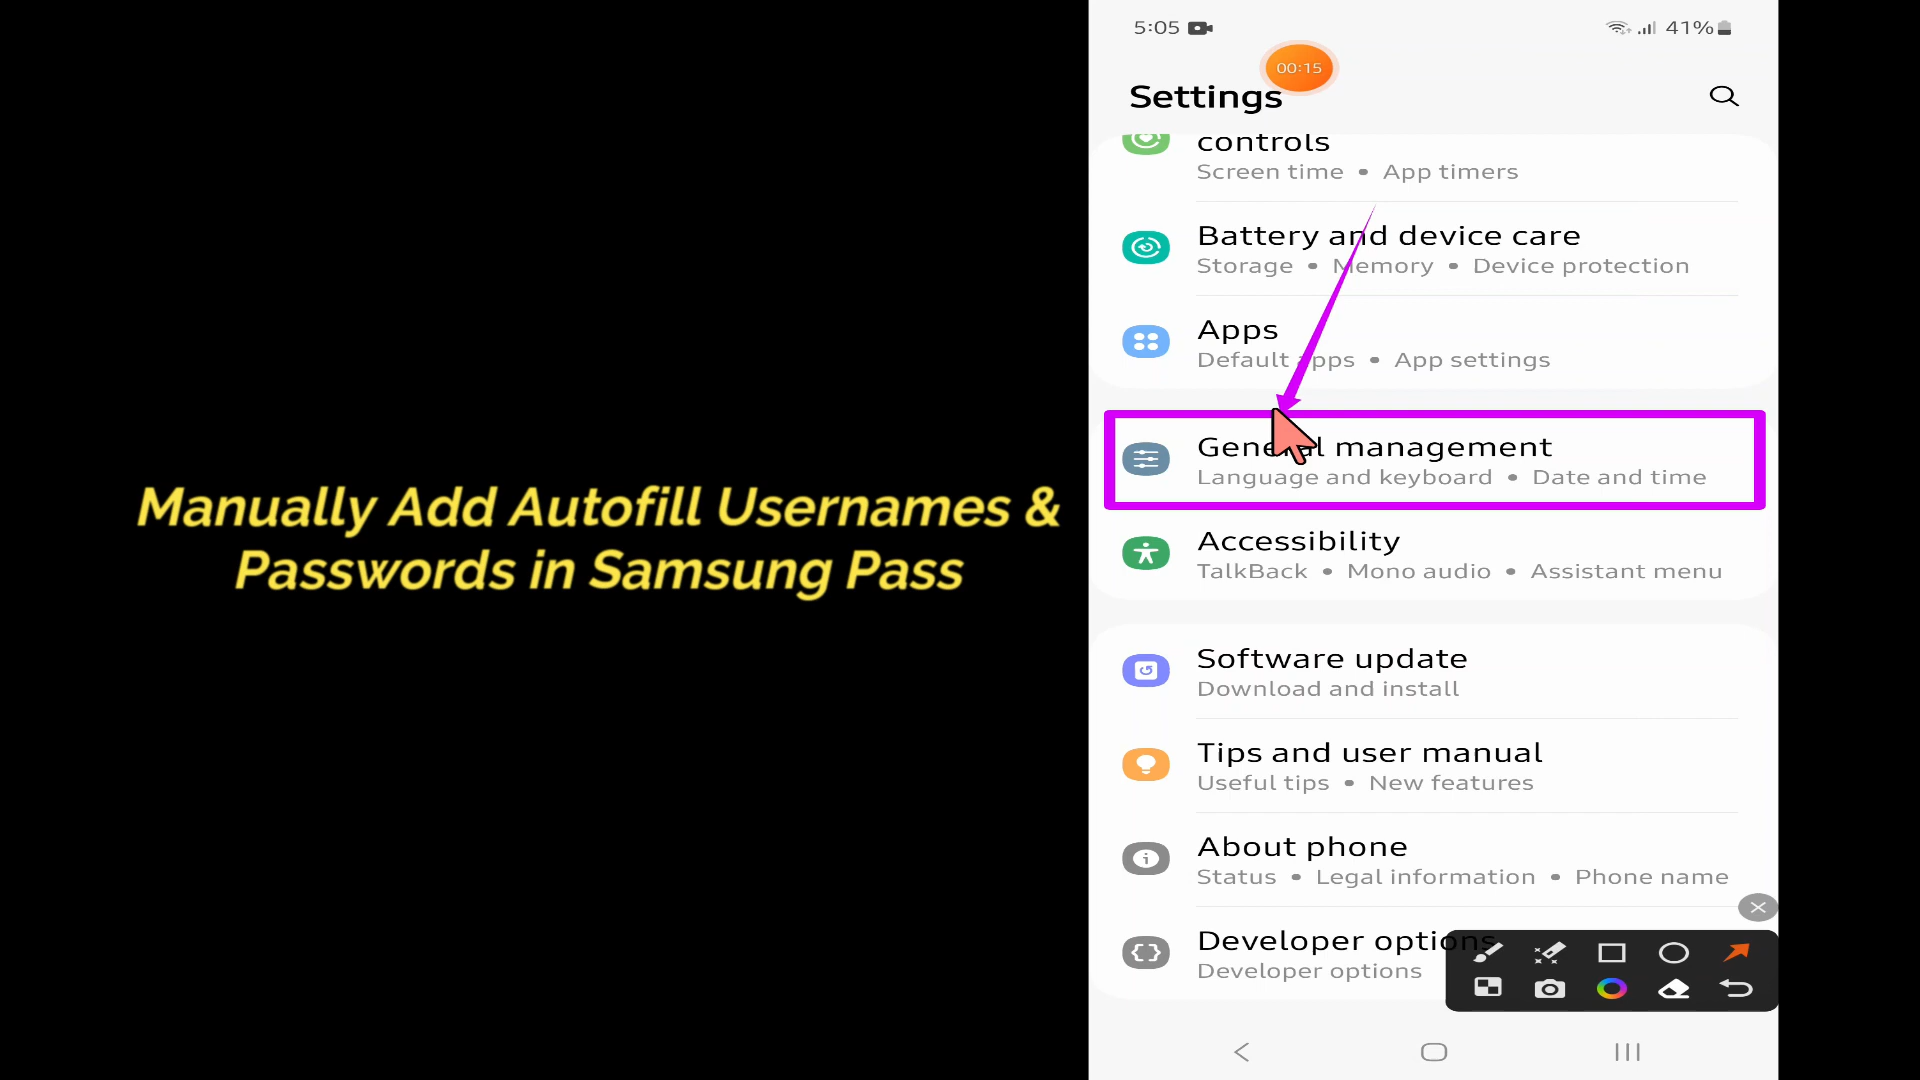 Manually Add Autofill Usernames &
Passwords in Samsung Pass
5:05
41%
00:15
Settings
controls
Screen time • App timers
Battery and device care
Storage • Memory • Device protection
Apps
Default apps • App settings
General management
Language and keyboard • Date and time
Accessibility
TalkBack • Mono audio • Assistant menu
Software update
Download and install
Tips and user manual
Useful tips • New features
About phone
Status • Legal information • Phone name
Developer options
Developer options